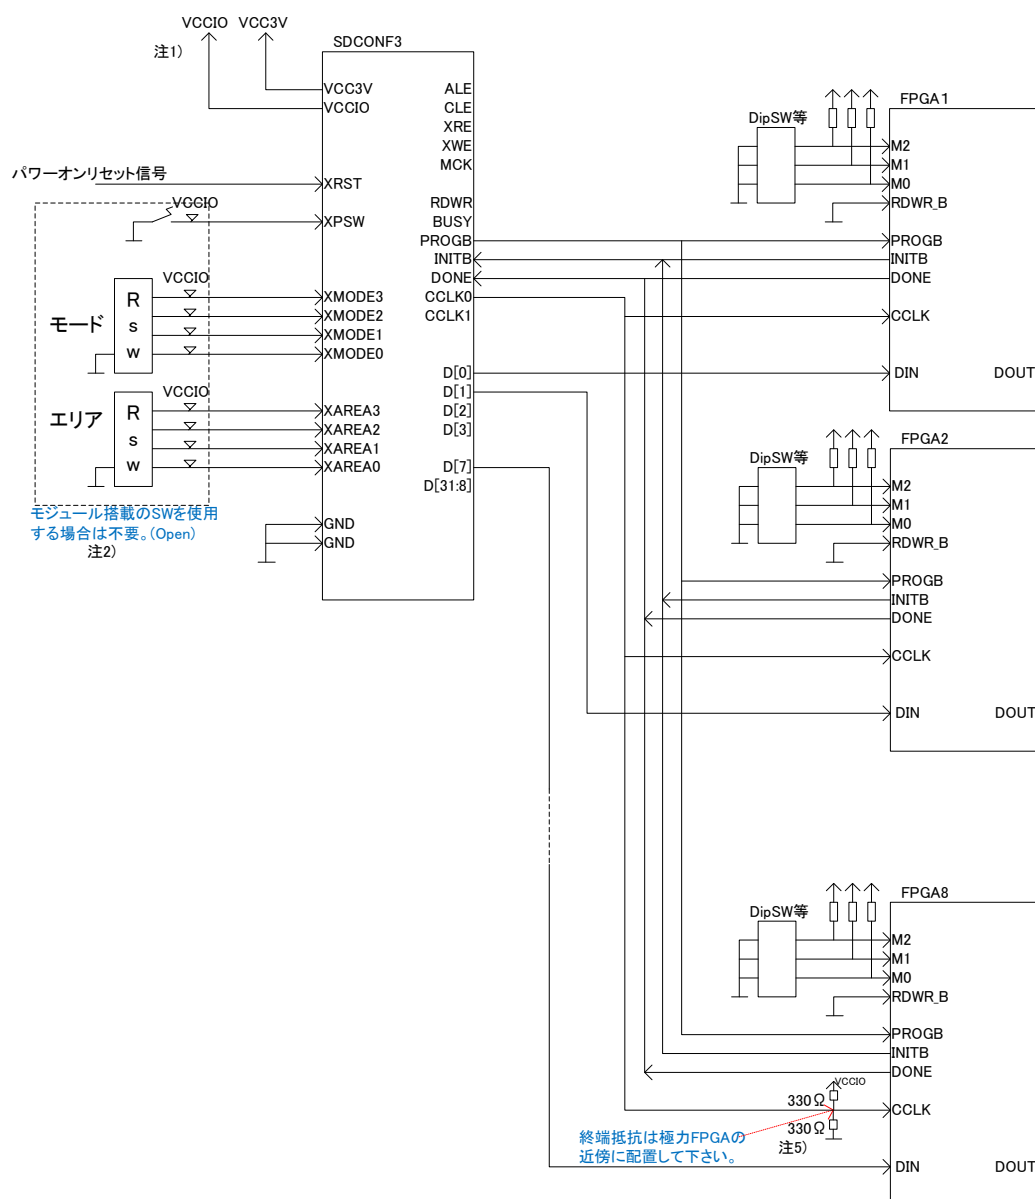 VCCIO VCC3V
注1)
SDCONF3
VCC3V
VCCIO
ALE
CLE
XRE
XWE
MCK
パワーオンリセット信号
XRST
VCCIO
XPSW
RDWR
BUSY
PROGB
INITB
DONE
CCLK0
CCLK1
VCCIO
モード
R
s
w
XMODE3
XMODE2
XMODE1
XMODE0
VCCIO
エリア
R
s
w
XAREA3
XAREA2
XAREA1
XAREA0
D[0]
D[1]
D[2]
D[3]
D[7]
D[31:8]
モジュール搭載のSWを使用
する場合は不要。(Open)
注2)
GND
GND
FPGA1
DipSW等
M2
M1
M0
RDWR_B
PROGB
INITB
DONE
CCLK
DIN
DOUT
FPGA2
DipSW等
M2
M1
M0
RDWR_B
PROGB
INITB
DONE
CCLK
DIN
DOUT
FPGA8
DipSW等
M2
M1
M0
RDWR_B
PROGB
INITB
DONE
VCCIO
330Ω
CCLK
330Ω
注5)
終端抵抗は極力FPGAの
近傍に配置して下さい。
DIN
DOUT